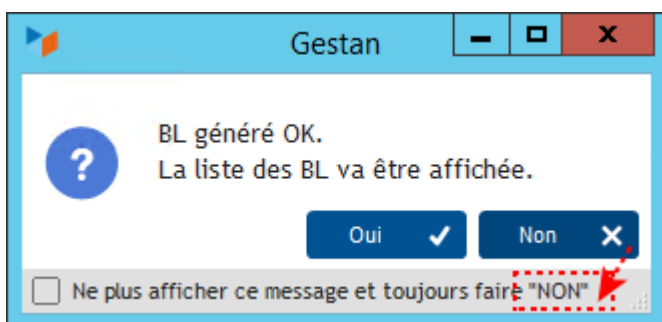 Gestan
BL généré OK.
La liste des BL va être affichée.
Oui
Non
Ne plus afficher ce message et toujours faire "NON"